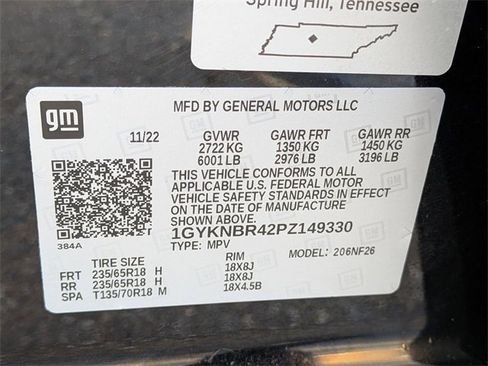 Spring Hill, Tennessee
gm
MFD BY GENERAL MOTORS LLC
11/22 GVWR GAWR FRT GAWR RR
2722 KG 1350 KG 1450 KG
6001 LB 2976 LB 3196 LB
THIS VEHICLE CONFORMS TO ALL
APPLICABLE U.S. FEDERAL MOTOR
VEHICLE SAFETY STANDARDS IN EFFECT
ON THE DATE OF MANUFACTURE
SHOWN ABOVE.
384A
1GYKNBR42PZ149330
TYPE: MPV MODEL: 206NF26
TIRE SIZE RIM
FRT 235/65R18 H 18X8J
RR 235/65R18 H 18X8J
SPA T135/70R18 M 18X4.5B